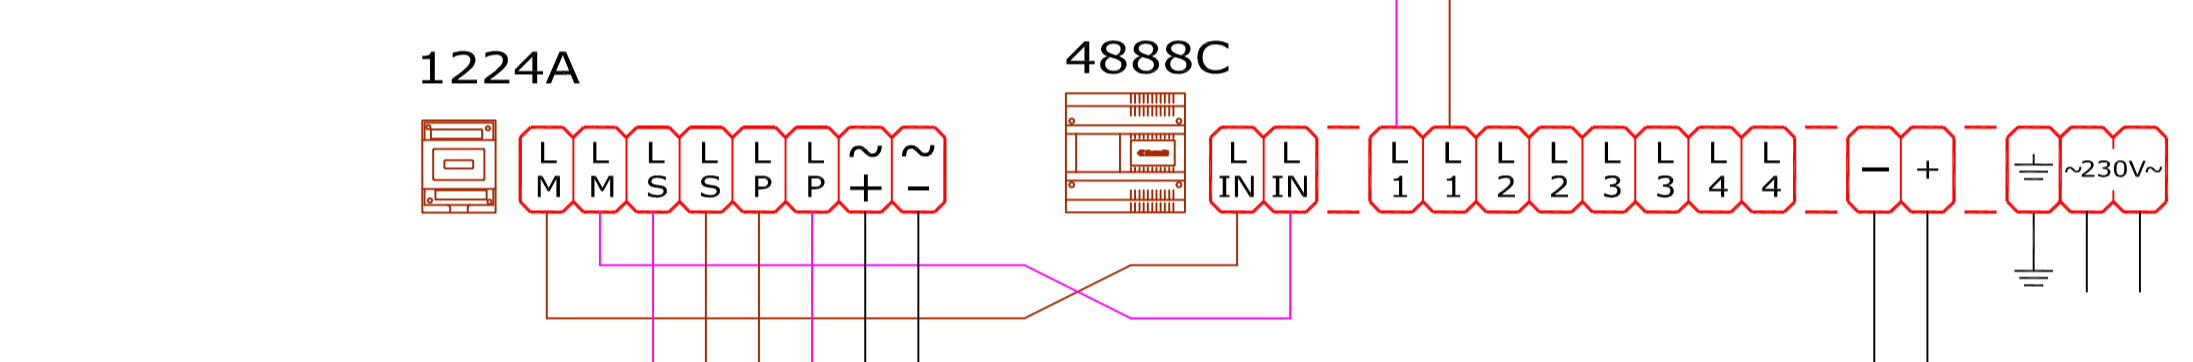 1224A
4888C
L M L M L S L S L P L P ~ + ~ -
L IN L IN L 1 L 1 L 2 L 2 L 3 L 3 L 4 L 4 - + ~230V~